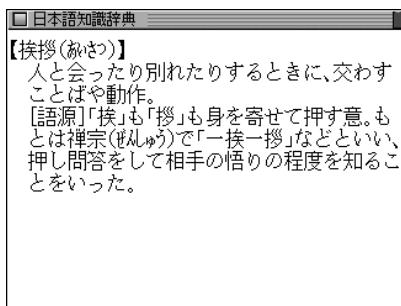 日本語知識辞典
【挨拶(あいさつ)】
人と会ったり別れたりするときに、交わす
ことばや動作。
[語源]「挨」も「拶」も身を寄せて押す意。も
とは禅宗(ぜんしゅう)で「一挨一拶」などといい、
押し問答をして相手の悟りの程度を知るこ
とをいった。